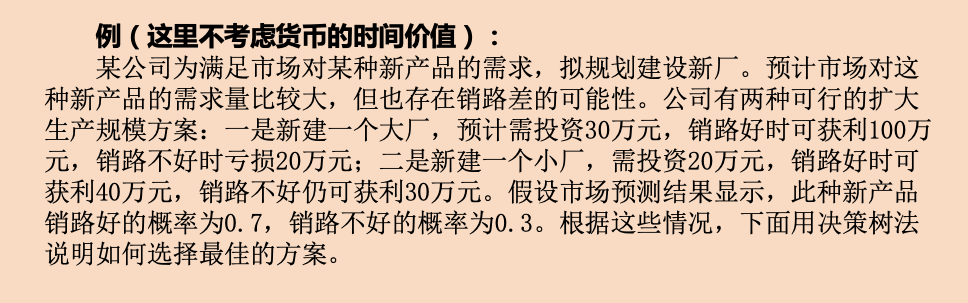 例（这里不考虑货币的时间价值）：
某公司为满足市场对某种新产品的需求，拟规划建设新厂。预计市场对这
种新产品的需求量比较大，但也存在销路差的可能性。公司有两种可行的扩大
生产规模方案：一是新建一个大厂，预计需投资30万元，销路好时可获利100万
元，销路不好时亏损20万元；二是新建一个小厂，需投资20万元，销路好时可
获利40万元，销路不好仍可获利30万元。假设市场预测结果显示，此种新产品
销路好的概率为0.7，销路不好的概率为0.3。根据这些情况，下面用决策树法
说明如何选择最佳的方案。